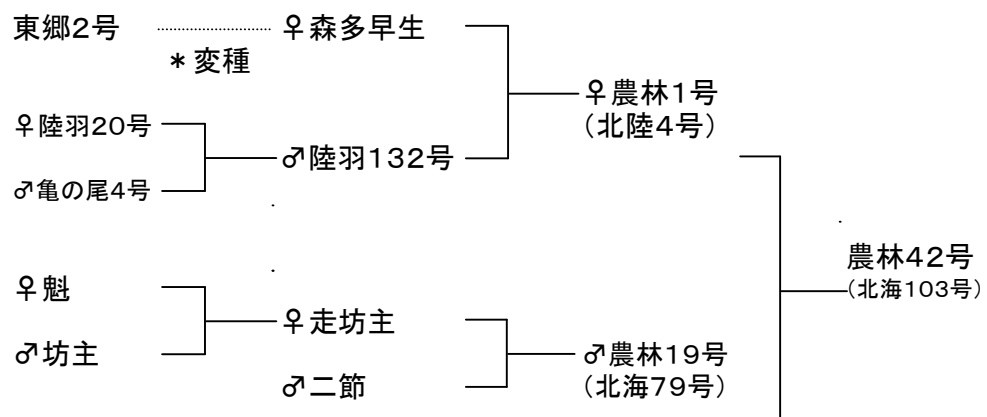 東郷2号
♀森多早生
＊変種
♀農林1号
(北陸4号)
♀陸羽20号
♂陸羽132号
♂亀の尾4号
農林42号
(北海103号)
♀魁
♀走坊主
♂坊主
♂農林19号
(北海79号)
♂二節